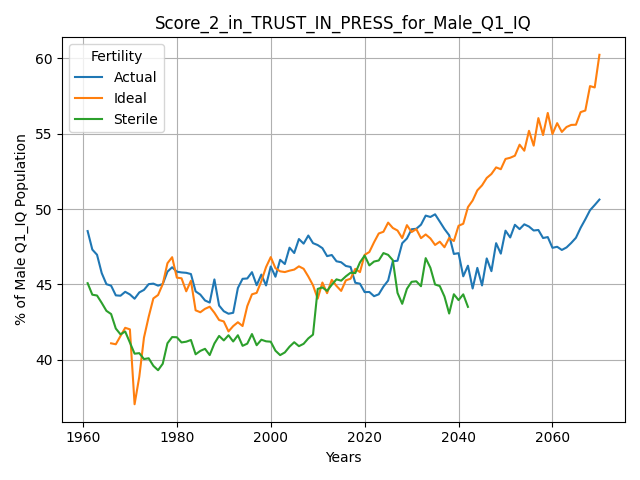 Score_2_in_TRUST_IN_PRESS_for_Male_Q1_IQ
Fertility
Actual
Ideal
Sterile
% of Male Q1_IQ Population
60
55
50
45
40
1960
1980
2000
2020
2040
2060
Years